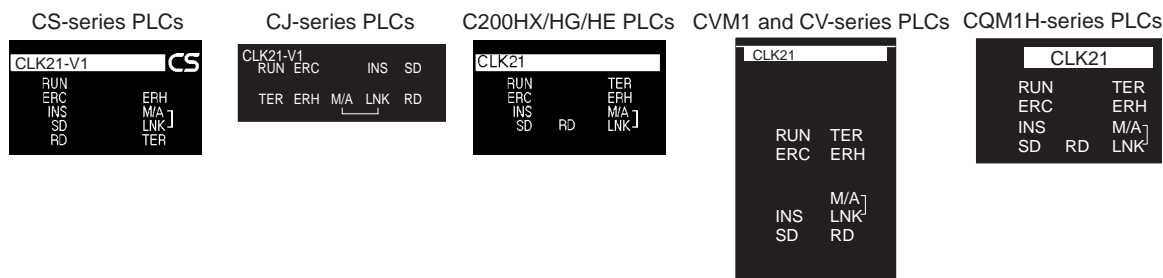 CS-series PLCs
CLK21-V1 CS
RUN
ERC ERH
INS M/A
SD LNK
RD TER
CJ-series PLCs
CLK21-V1
RUN ERC INS SD
TER ERH M/A LNK RD
C200HX/HG/HE PLCs
CLK21
RUN TER
ERC ERH
INS M/A
SD RD LNK
CVM1 and CV-series PLCs
CLK21
RUN TER
ERC ERH
M/A
INS LNK
SD RD
CQM1H-series PLCs
CLK21
RUN TER
ERC ERH
INS M/A
SD RD LNK